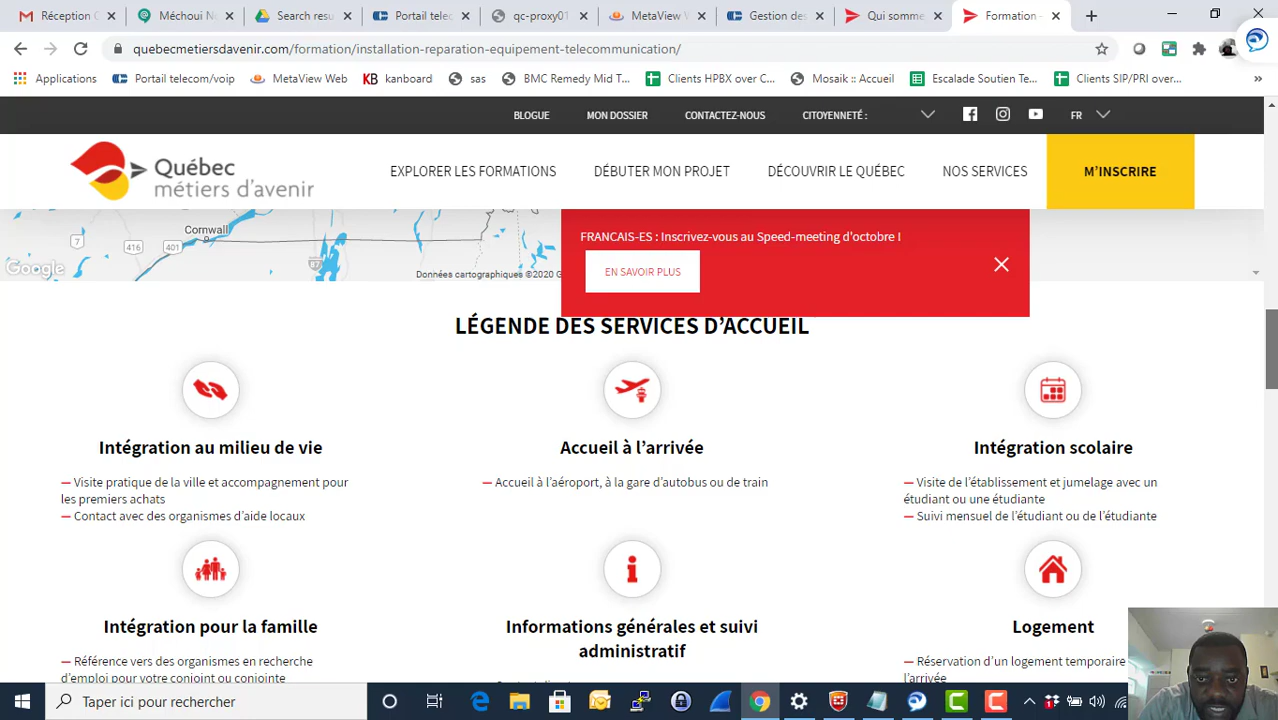 Réception G
Méchoui N
Search resu
Portail telec
qc-proxy01
MetaView W
Gestion des
Qui somme
Formation -
quebecmetiersdavenir.com/formation/installation-reparation-equipement-telecommunication/
Applications
Portail telecom/voip
MetaView Web
KB kanboard
sas
BMC Remedy Mid T...
Clients HPBX over C...
Mosaik :: Accueil
Escalade Soutien Te...
Clients SIP/PRI over...
»
BLOGUE
MON DOSSIER
CONTACTEZ-NOUS
CITOYENNETÉ :
FR
Québec
métiers d'avenir
EXPLORER LES FORMATIONS
DÉBUTER MON PROJET
DÉCOUVRIR LE QUÉBEC
NOS SERVICES
M'INSCRIRE
Cornwall
7
416
401
87
Google
Données cartographiques ©2020 G
FRANCAIS-ES : Inscrivez-vous au Speed-meeting d'octobre !
EN SAVOIR PLUS
LÉGENDE DES SERVICES D'ACCUEIL
Intégration au milieu de vie
— Visite pratique de la ville et accompagnement pour
les premiers achats
— Contact avec des organismes d'aide locaux
Accueil à l'arrivée
— Accueil à l'aéroport, à la gare d'autobus ou de train
Intégration scolaire
— Visite de l'établissement et jumelage avec un
étudiant ou une étudiante
— Suivi mensuel de l'étudiant ou de l'étudiante
Intégration pour la famille
— Référence vers des organismes en recherche
d'emploi pour votre conjoint ou conjointe
Informations générales et suivi
administratif
Logement
— Réservation d'un logement temporaire
l'arrivée
Taper ici pour rechercher